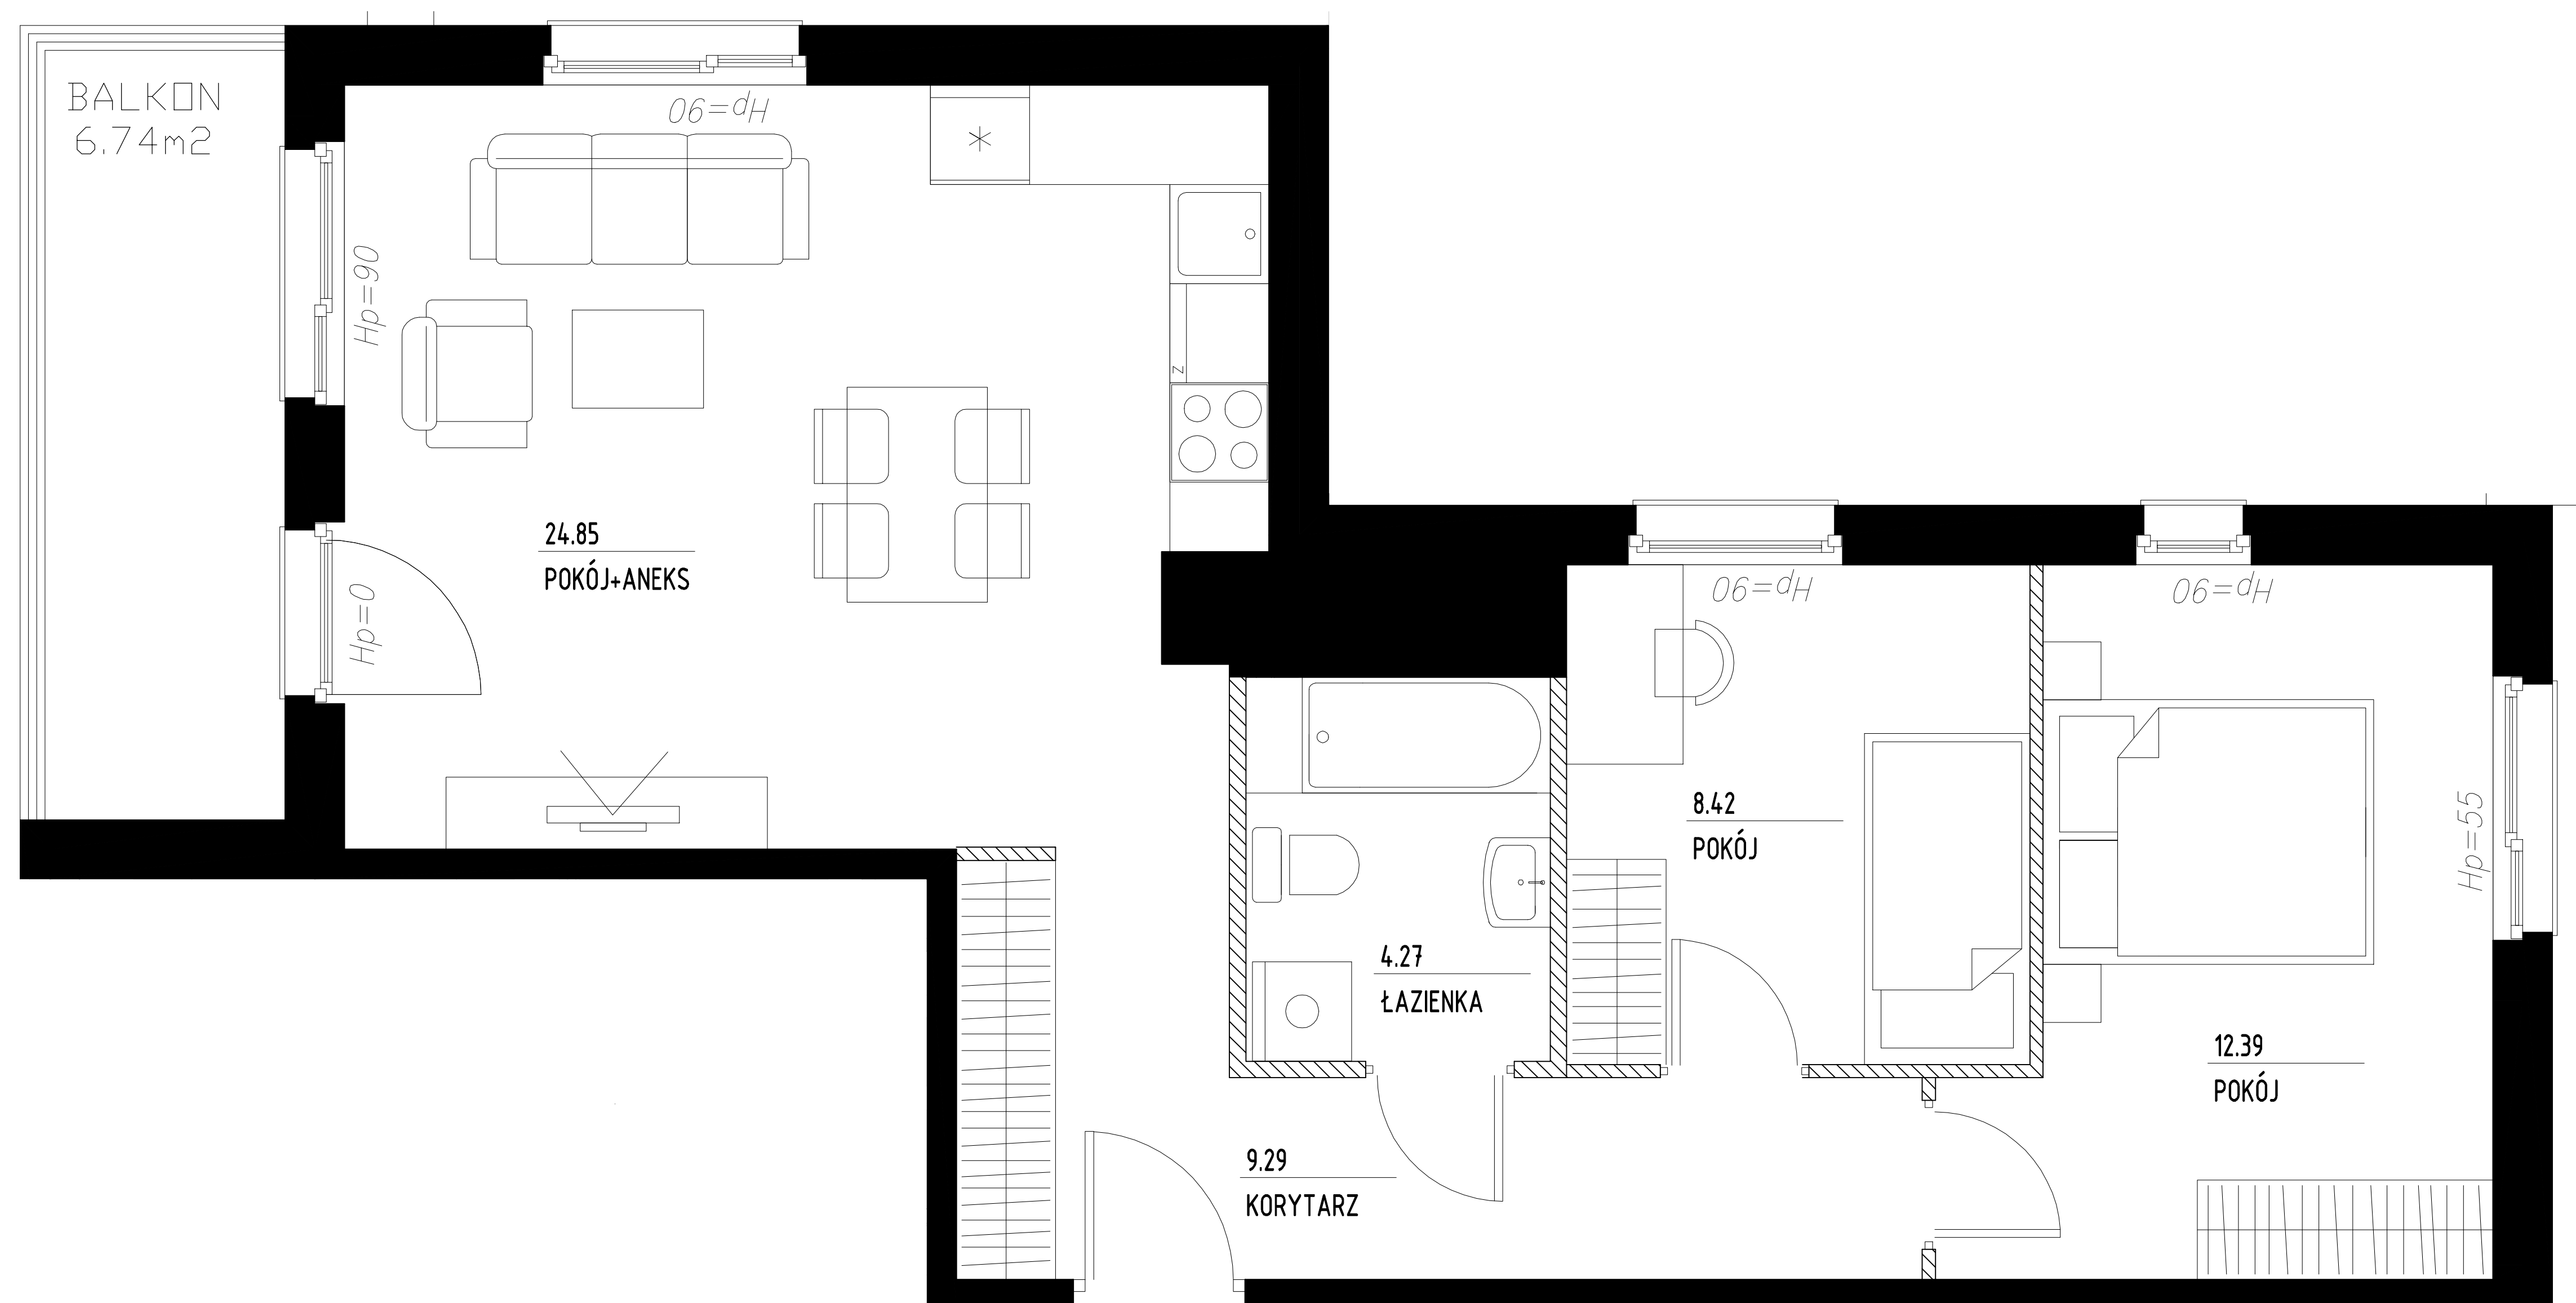 BALKON
6.74m2
Hp=90
Hp=90
Z
24.85
POKÓJ+ANEKS
Hp=0
Hp=90
Hp=90
8.42
POKÓJ
Hp=55
4.27
ŁAZIENKA
12.39
POKÓJ
9.29
KORYTARZ